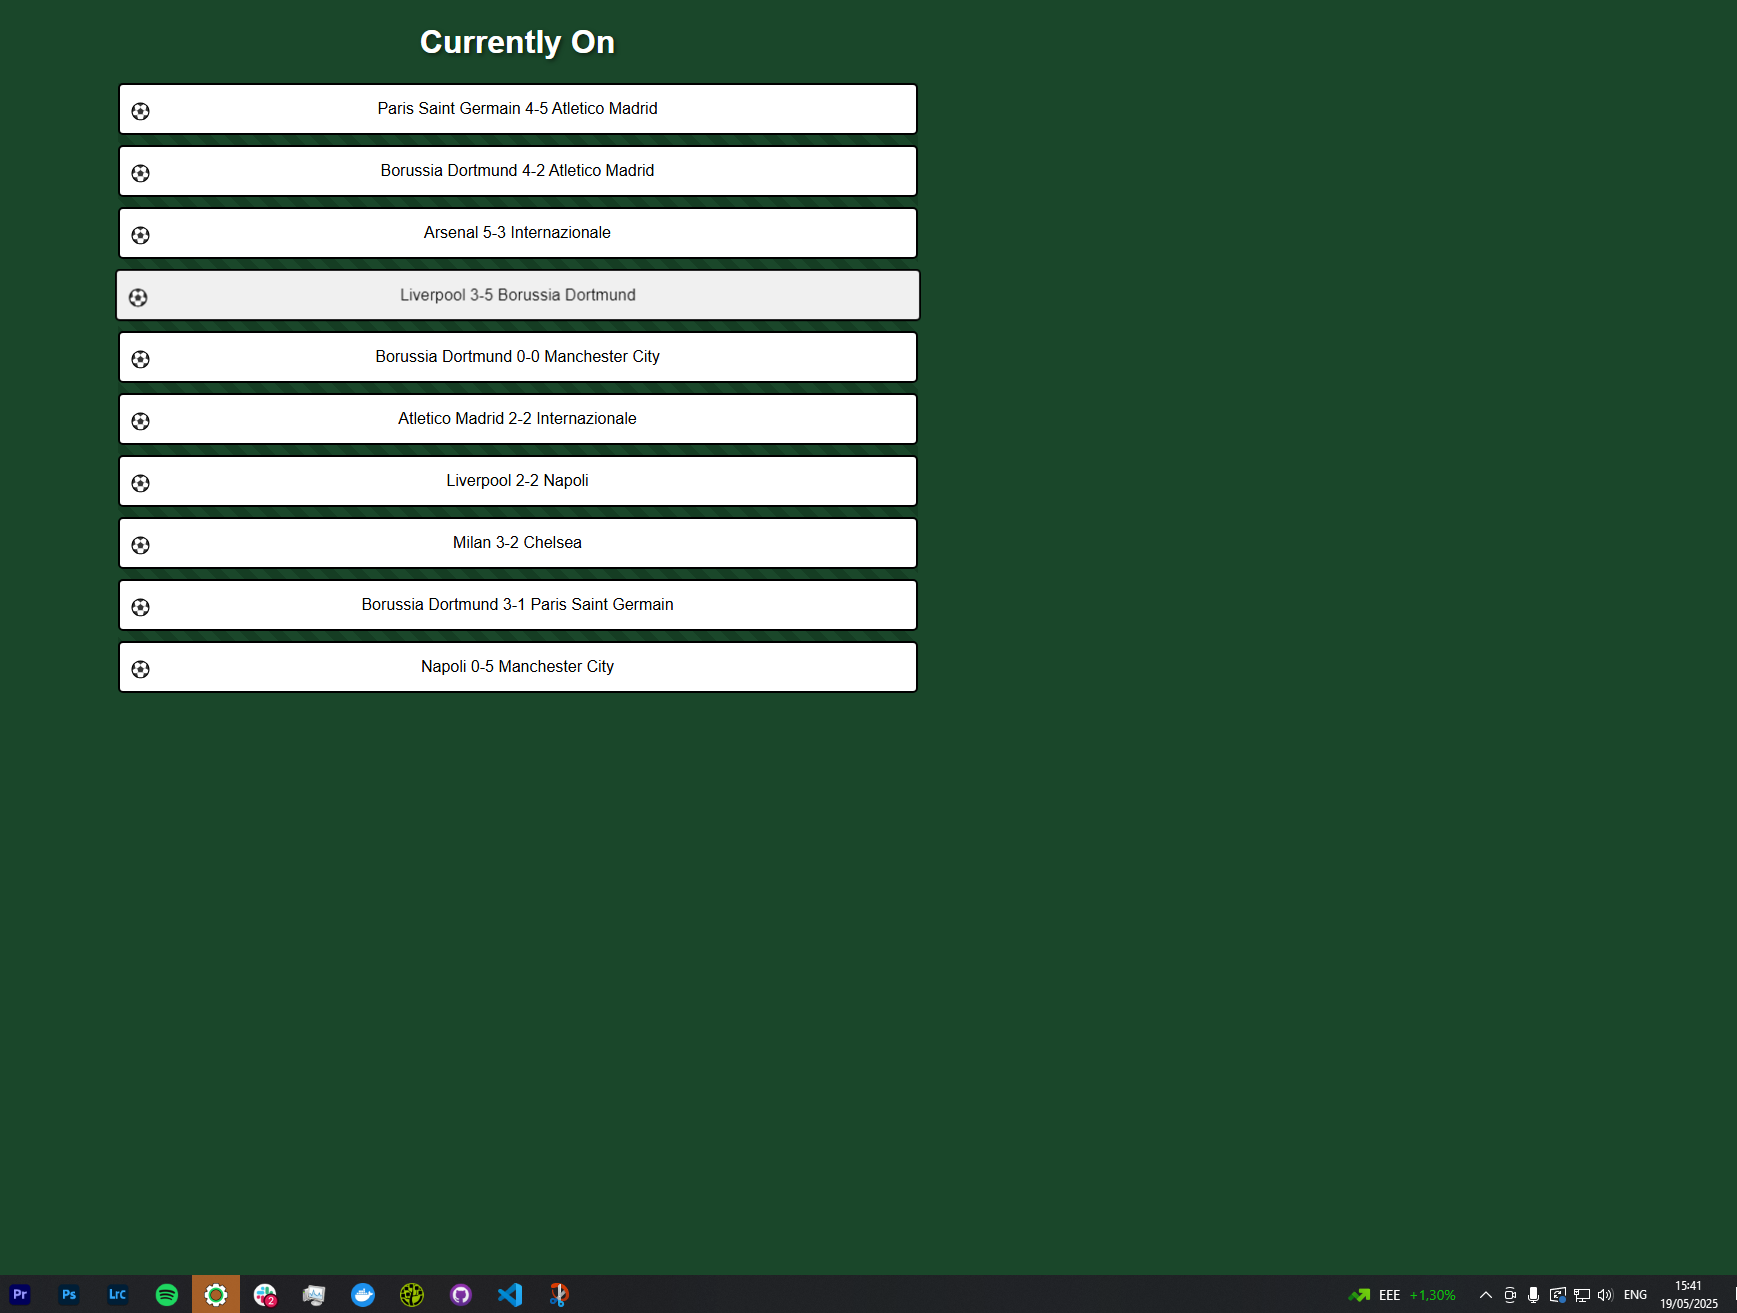 Currently On
Paris Saint Germain 4-5 Atletico Madrid
Borussia Dortmund 4-2 Atletico Madrid
Arsenal 5-3 Internazionale
Liverpool 3-5 Borussia Dortmund
Borussia Dortmund 0-0 Manchester City
Atletico Madrid 2-2 Internazionale
Liverpool 2-2 Napoli
Milan 3-2 Chelsea
Borussia Dortmund 3-1 Paris Saint Germain
Napoli 0-5 Manchester City
Pr Ps Lrc 2 EEE +1,30% ENG 15:41
19/05/2025